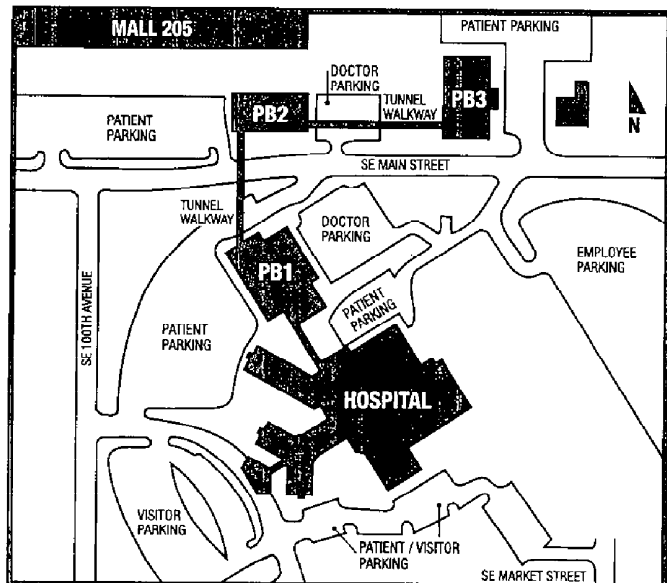 MALL 205
PATIENT PARKING
DOCTOR
PARKING
PB2
TUNNEL
WALKWAY
PB3
N
PATIENT
PARKING
SE MAIN STREET
TUNNEL
WALKWAY
DOCTOR
PARKING
PB1
EMPLOYEE
PARKING
SE 100TH AVENUE
PATIENT
PARKING
PATIENT
PARKING
HOSPITAL
VISITOR
PARKING
PATIENT / VISITOR
PARKING
SE MARKET STREET